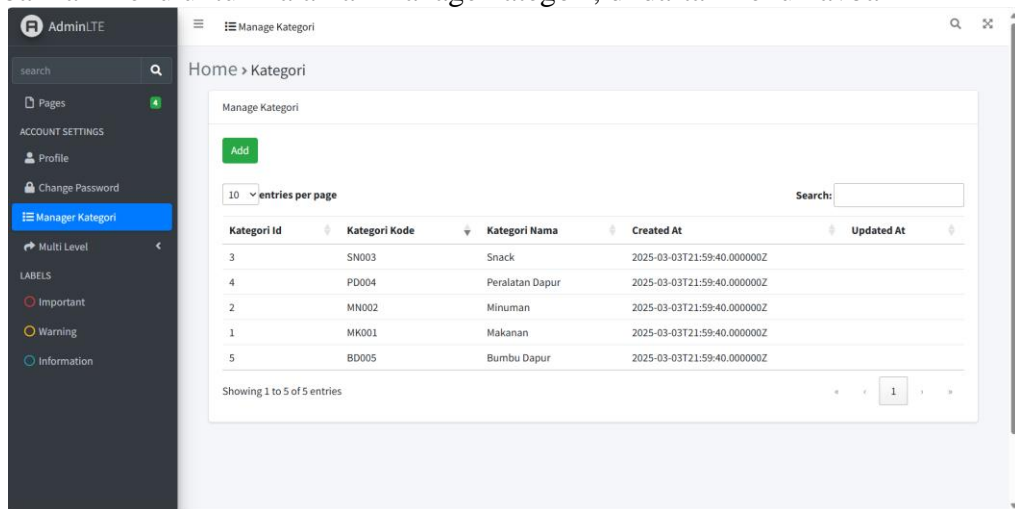 AdminLTE
Manage Kategori
search
Pages 4
ACCOUNT SETTINGS
Profile
Change Password
Manager Kategori
Multi Level
LABELS
Important
Warning
Information
Home › Kategori
Manage Kategori
Add
10 entries per page
Search:
Kategori Id Kategori Kode Kategori Nama Created At Updated At
3 SN003 Snack 2025-03-03T21:59:40.000000Z
4 PD004 Peralatan Dapur 2025-03-03T21:59:40.000000Z
2 MN002 Minuman 2025-03-03T21:59:40.000000Z
1 MK001 Makanan 2025-03-03T21:59:40.000000Z
5 BD005 Bumbu Dapur 2025-03-03T21:59:40.000000Z
Showing 1 to 5 of 5 entries
« ‹ 1 › »